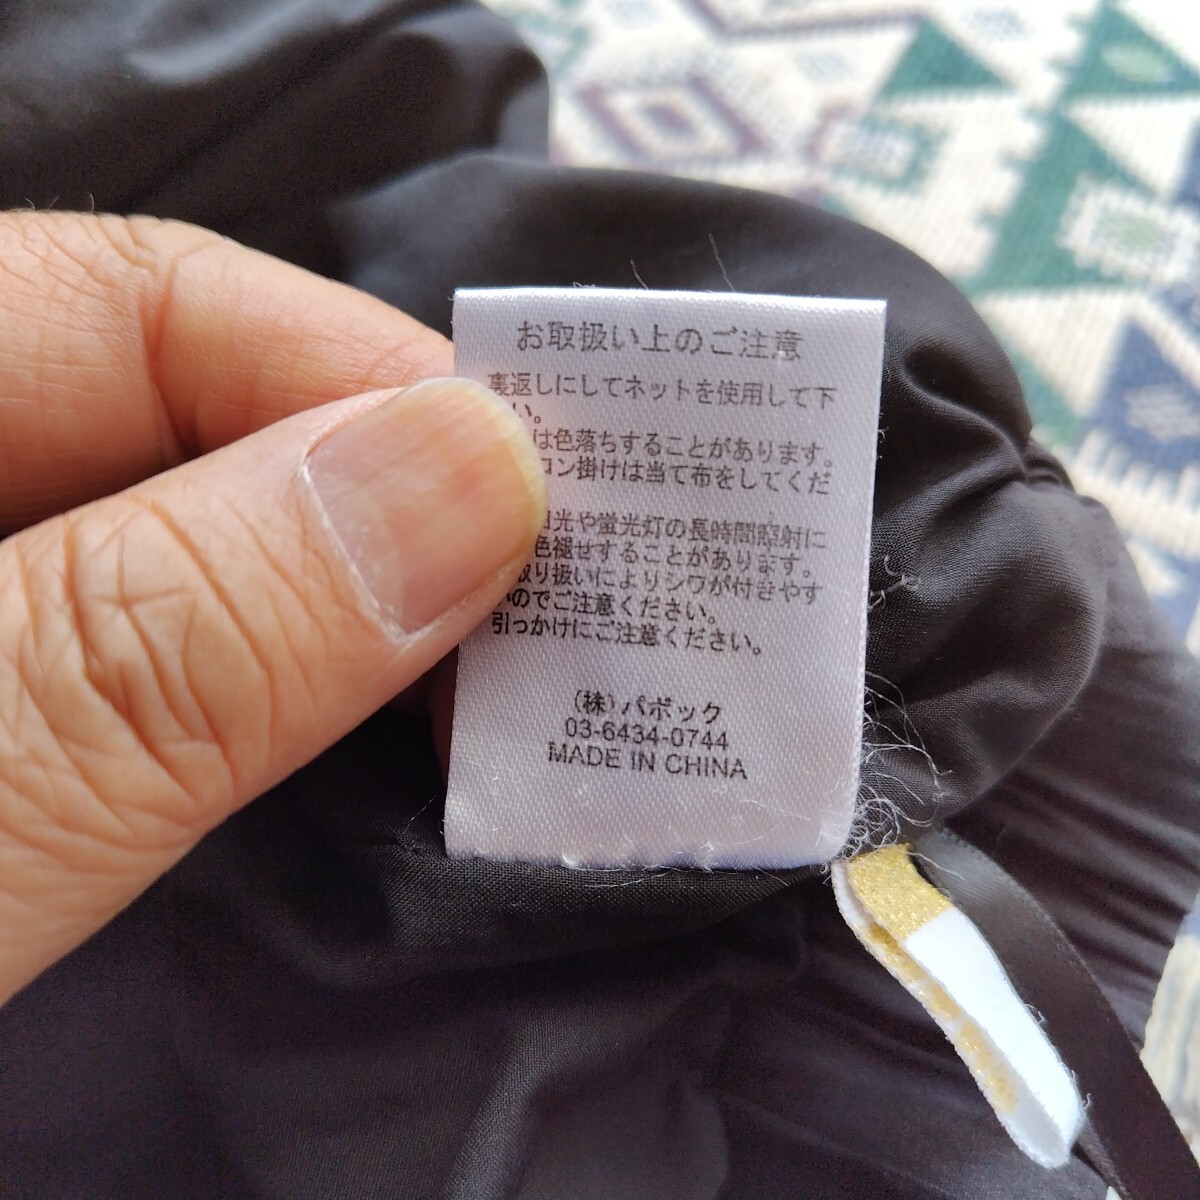 お取扱い上のご注意
裏返しにしてネットを使用して下
い。
は色落ちすることがあります。
ロン掛けは当て布をしてくだ
日光や蛍光灯の長時間照射に
色褪せすることがあります。
取り扱いによりシワが付きやす
いのでご注意ください。
引っかけにご注意ください。
(株)パボック
03-6434-0744
MADE IN CHINA